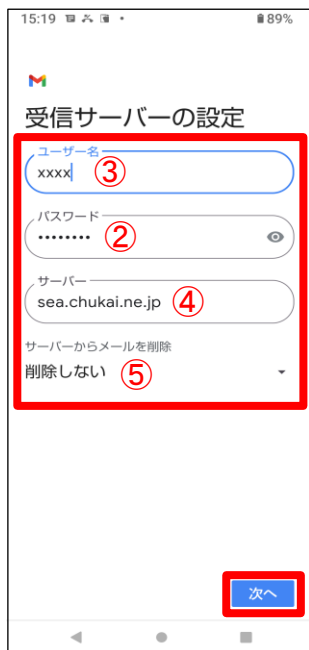 15:19 89%
受信サーバーの設定
ユーザー名
xxxx ③
パスワード
•••••••• ②
サーバー
sea.chukai.ne.jp ④
サーバーからメールを削除
削除しない ⑤
次へ